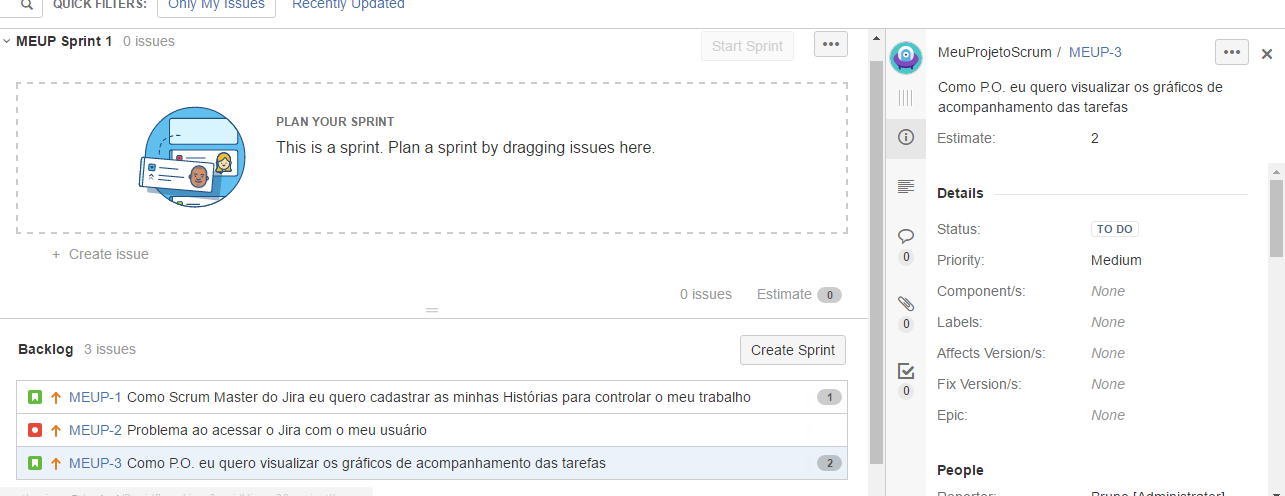 QUICK FILTERS: Only My Issues Recently Updated
MEUP Sprint 1 0 issues
Start Sprint
•••
PLAN YOUR SPRINT
This is a sprint. Plan a sprint by dragging issues here.
+ Create issue
0 issues Estimate 0
Backlog 3 issues
Create Sprint
MEUP-1 Como Scrum Master do Jira eu quero cadastrar as minhas Histórias para controlar o meu trabalho 1
MEUP-2 Problema ao acessar o Jira com o meu usuário
MEUP-3 Como P.O. eu quero visualizar os gráficos de acompanhamento das tarefas 2
0
0
0
MeuProjetoScrum / MEUP-3
•••
Como P.O. eu quero visualizar os gráficos de
acompanhamento das tarefas
Estimate: 2
Details
Status: TO DO
Priority: Medium
Component/s: None
Labels: None
Affects Version/s: None
Fix Version/s: None
Epic: None
People
Reporter: Bruno [Administrator]